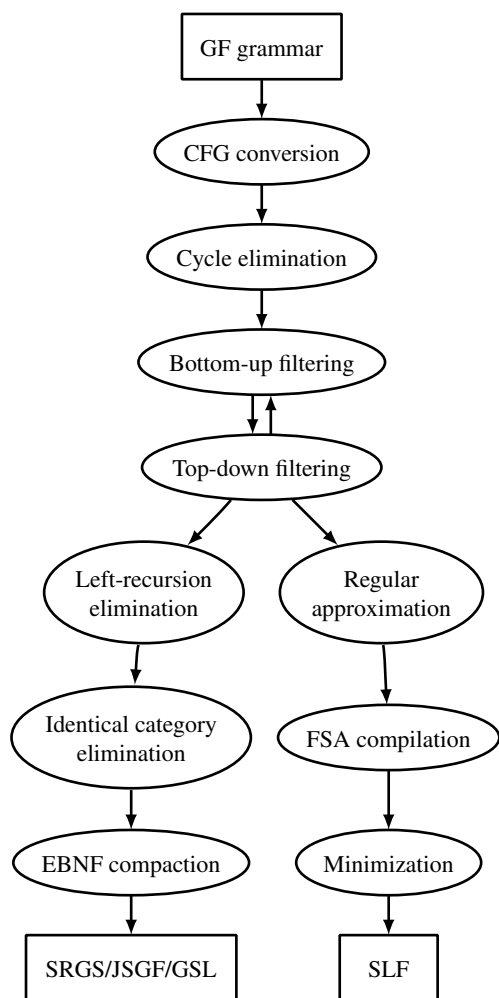 GF grammar
CFG conversion
Cycle elimination
Bottom-up filtering
Top-down filtering
Left-recursion
elimination
Regular
approximation
Identical category
elimination
FSA compilation
EBNF compaction
Minimization
SRGS/JSGF/GSL
SLF